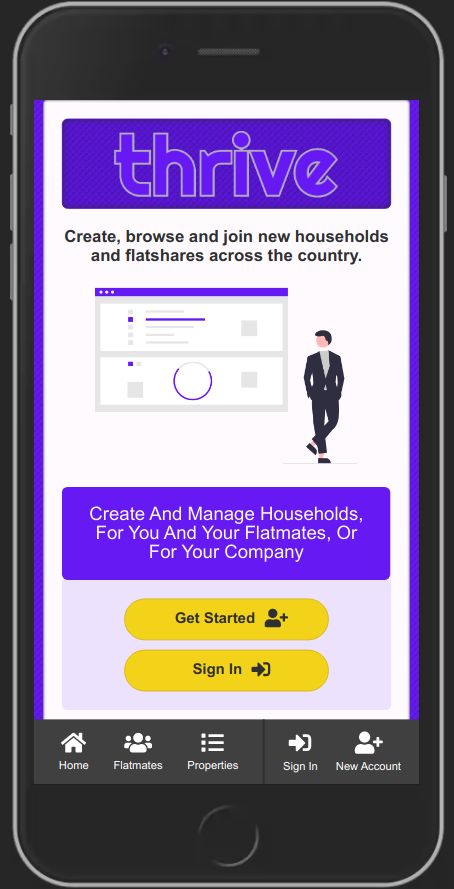 thrive
Create, browse and join new households
and flatshares across the country.
Create And Manage Households,
For You And Your Flatmates, Or
For Your Company
Get Started
Sign In
Home
Flatmates
Properties
Sign In
New Account